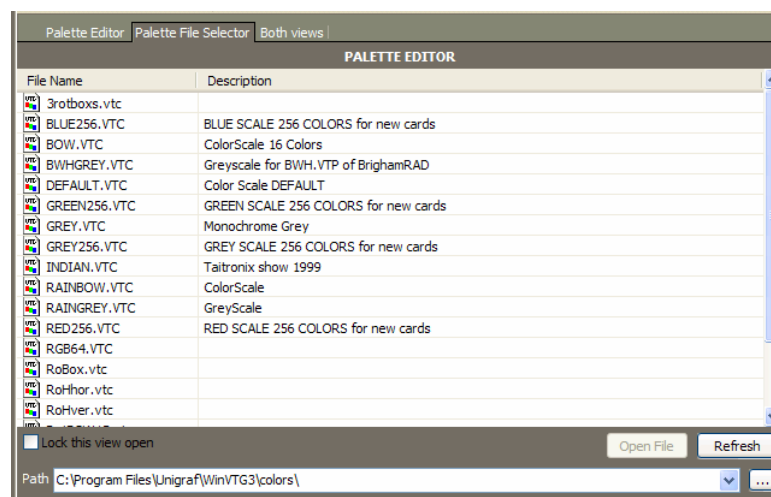 Palette Editor Palette File Selector Both views
PALETTE EDITOR
File Name Description
3rotboxs.vtc
BLUE256.VTC BLUE SCALE 256 COLORS for new cards
BOW.VTC ColorScale 16 Colors
BWHGREY.VTC Greyscale for BWH.VTP of BrighamRAD
DEFAULT.VTC Color Scale DEFAULT
GREEN256.VTC GREEN SCALE 256 COLORS for new cards
GREY.VTC Monochrome Grey
GREY256.VTC GREY SCALE 256 COLORS for new cards
INDIAN.VTC Taitronix show 1999
RAINBOW.VTC ColorScale
RAINGREY.VTC GreyScale
RED256.VTC RED SCALE 256 COLORS for new cards
RGB64.VTC
RoBox.vtc
RoHhor.vtc
RoHver.vtc
Lock this view open Open File Refresh
Path C:\Program Files\Unigraf\WinVTG3\colors\ ...